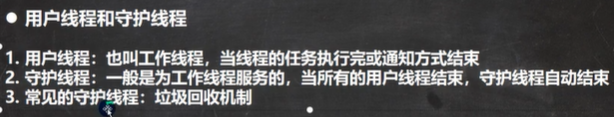 ● 用户线程和守护线程
1. 用户线程：也叫工作线程，当线程的任务执行完或通知方式结束
2. 守护线程：一般是为工作线程服务的，当所有的用户线程结束，守护线程自动结束
3. 常见的守护线程：垃圾回收机制